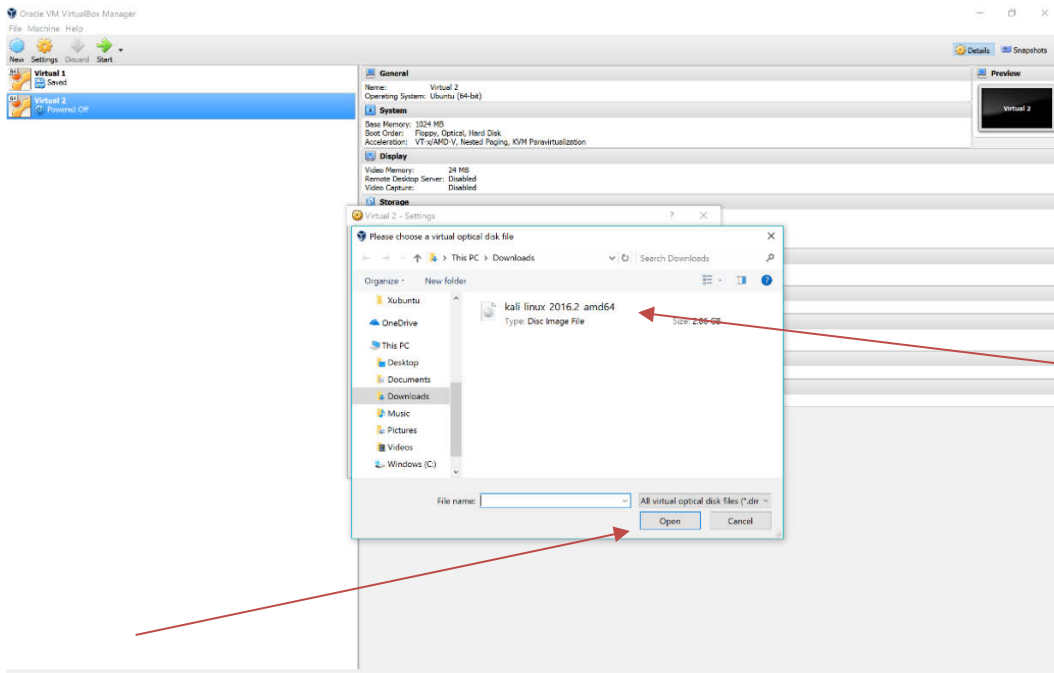 Oracle VM VirtualBox Manager
File Machine Help
New Settings Discard Start
Details Snapshots
Virtual 1
Saved
Virtual 2
Powered Off
General
Name: Virtual 2
Operating System: Ubuntu (64-bit)
System
Base Memory: 1024 MB
Boot Order: Floppy, Optical, Hard Disk
Acceleration: VT-x/AMD-V, Nested Paging, KVM Paravirtualization
Display
Video Memory: 24 MB
Remote Desktop Server: Disabled
Video Capture: Disabled
Storage
Preview
Virtual 2
Virtual 2 - Settings
Please choose a virtual optical disk file
This PC > Downloads
Search Downloads
Organize
New folder
Xubuntu
OneDrive
This PC
Desktop
Documents
Downloads
Music
Pictures
Videos
Windows (C:)
kali linux 2016.2 amd64
Type: Disc Image File Size: 2.86 GB
File name:
All virtual optical disk files (*.dm
Open Cancel